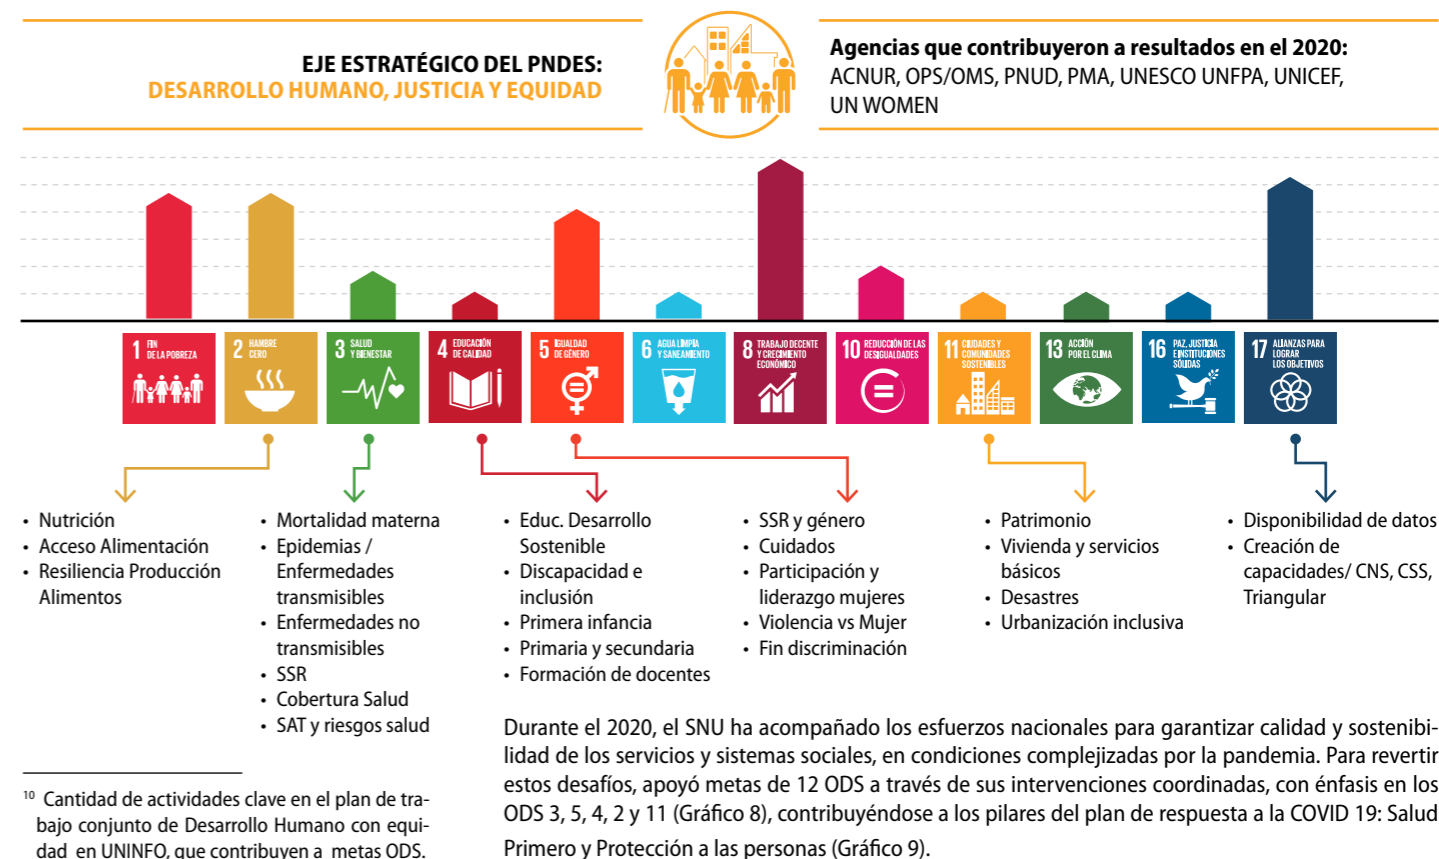 EJE ESTRATÉGICO DEL PNDES:
DESARROLLO HUMANO, JUSTICIA Y EQUIDAD
Agencias que contribuyeron a resultados en el 2020:
ACNUR, OPS/OMS, PNUD, PMA, UNESCO UNFPA, UNICEF,
UN WOMEN
1 FIN
DE LA POBREZA
2 HAMBRE
CERO
3 SALUD
Y BIENESTAR
4 EDUCACIÓN
DE CALIDAD
5 IGUALDAD
DE GÉNERO
6 AGUA LIMPIA
Y SANEAMIENTO
8 TRABAJO DECENTE
Y CRECIMIENTO
ECONÓMICO
10 REDUCCIÓN DE LAS
DESIGUALDADES
11 CIUDADES Y
COMUNIDADES
SOSTENIBLES
13 ACCIÓN
POR EL CLIMA
16 PAZ, JUSTICIA
E INSTITUCIONES
SÓLIDAS
17 ALIANZAS PARA
LOGRAR
LOS OBJETIVOS
• Nutrición
• Acceso Alimentación
• Resiliencia Producción
Alimentos
• Mortalidad materna
• Epidemias /
Enfermedades
transmisibles
• Enfermedades no
transmisibles
• SSR
• Cobertura Salud
• SAT y riesgos salud
• Educ. Desarrollo
Sostenible
• Discapacidad e
inclusión
• Primera infancia
• Primaria y secundaria
• Formación de docentes
• SSR y género
• Cuidados
• Participación y
liderazgo mujeres
• Violencia vs Mujer
• Fin discriminación
• Patrimonio
• Vivienda y servicios
básicos
• Desastres
• Urbanización inclusiva
• Disponibilidad de datos
• Creación de
capacidades/ CNS, CSS,
Triangular
Durante el 2020, el SNU ha acompañado los esfuerzos nacionales para garantizar calidad y sostenibi-
lidad de los servicios y sistemas sociales, en condiciones complejizadas por la pandemia. Para revertir
estos desafíos, apoyó metas de 12 ODS a través de sus intervenciones coordinadas, con énfasis en los
ODS 3, 5, 4, 2 y 11 (Gráfico 8), contribuyéndose a los pilares del plan de respuesta a la COVID 19: Salud
Primero y Protección a las personas (Gráfico 9).
10 Cantidad de actividades clave en el plan de tra-
bajo conjunto de Desarrollo Humano con equi-
dad en UNINFO, que contribuyen a metas ODS.